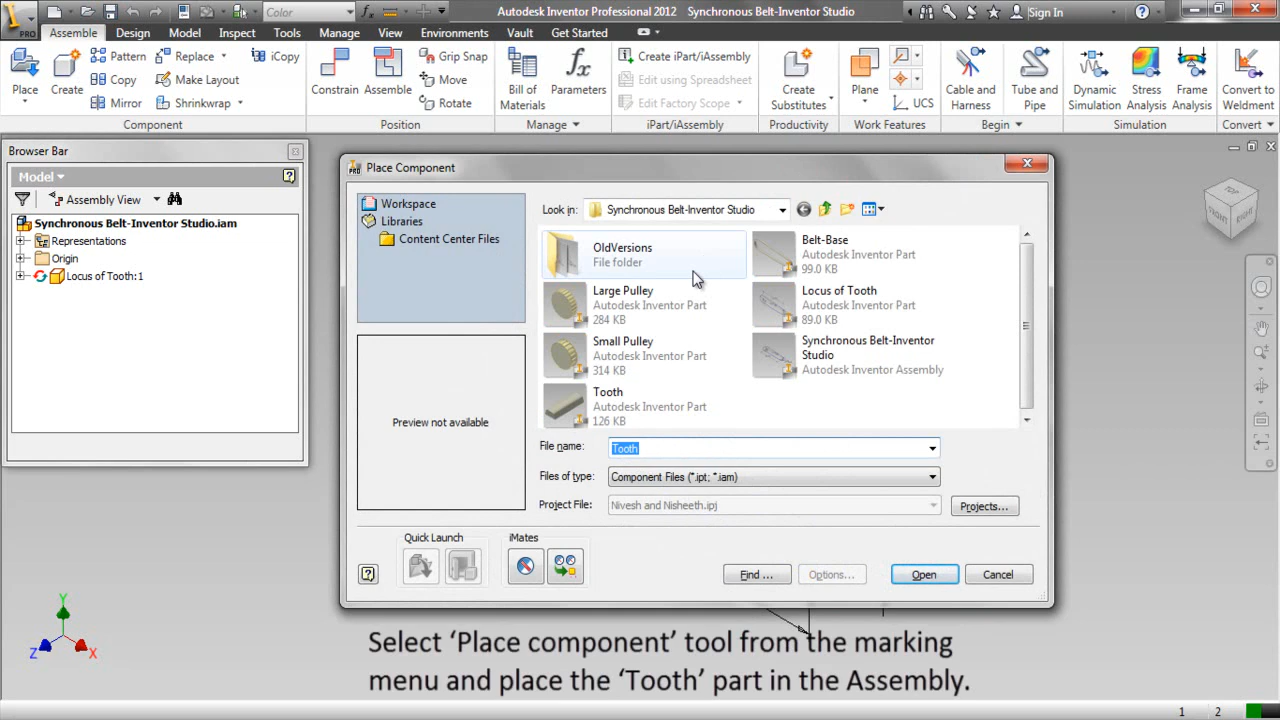 Color
Autodesk Inventor Professional 2012 Synchronous Belt-Inventor Studio
Sign In
PRO
Assemble Design Model Inspect Tools Manage View Environments Vault Get Started
Place
Create
Pattern
Copy
Mirror
Replace
Make Layout
Shrinkwrap
iCopy
Component
Constrain
Assemble
Grip Snap
Move
Rotate
Position
Bill of
Materials
Parameters
Manage
Create iPart/iAssembly
Edit using Spreadsheet
Edit Factory Scope
iPart/iAssembly
Create
Substitutes
Productivity
Plane
UCS
Work Features
Cable and
Harness
Tube and
Pipe
Begin
Dynamic
Simulation
Stress
Analysis
Frame
Analysis
Simulation
Convert to
Weldment
Convert
Browser Bar
Model
Assembly View
Synchronous Belt-Inventor Studio.iam
Representations
Origin
Locus of Tooth:1
FRONT RIGHT
Place Component
Workspace
Libraries
Content Center Files
Preview not available
Look in: Synchronous Belt-Inventor Studio
OldVersions
File folder
Large Pulley
Autodesk Inventor Part
284 KB
Small Pulley
Autodesk Inventor Part
314 KB
Tooth
Autodesk Inventor Part
126 KB
Belt-Base
Autodesk Inventor Part
99.0 KB
Locus of Tooth
Autodesk Inventor Part
89.0 KB
Synchronous Belt-Inventor
Studio
Autodesk Inventor Assembly
File name: Tooth
Files of type: Component Files (*.ipt; *.iam)
Project File: Nivesh and Nisheeth.ipj Projects...
Quick Launch iMates
Find ... Options... Open Cancel
Y
Z X
Select ‘Place component’ tool from the marking
menu and place the ‘Tooth’ part in the Assembly.
1 2